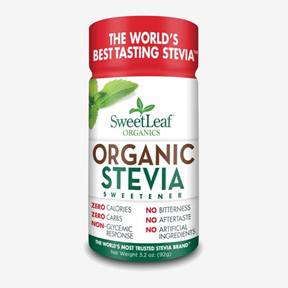 THE WORLD'S
BEST TASTING STEVIA™
SweetLeaf®
ORGANICS
ORGANIC
STEVIA
SWEETENER
ZERO CALORIES
ZERO CARBS
NON-GLYCEMIC
RESPONSE
NO BITTERNESS
NO AFTERTASTE
NO ARTIFICIAL
INGREDIENTS
THE WORLD'S MOST TRUSTED STEVIA BRAND™
Net Weight 3.2 oz. (92g)